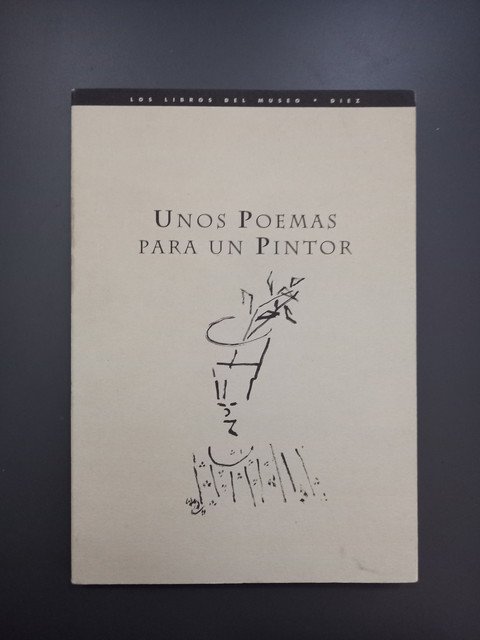 LOS LIBROS DEL MUSEO • DIEZ
UNOS POEMAS
PARA UN PINTOR